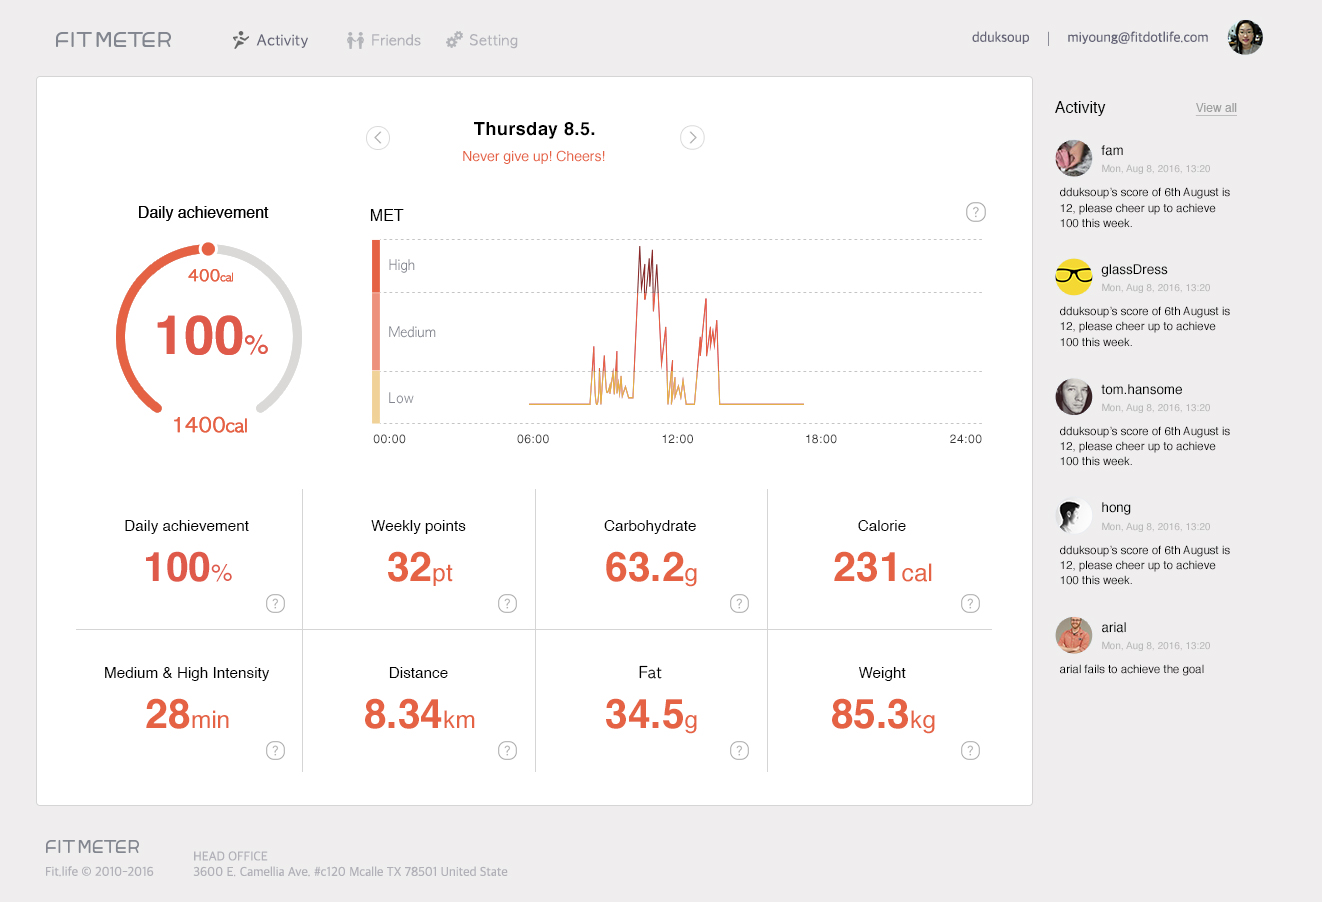 FIT METER
Activity
Friends
Setting
dduksoup | miyoung@fitdotlife.com
Thursday 8.5.
Never give up! Cheers!
Daily achievement
400cal
100%
1400cal
MET
?
High
Medium
Low
00:00 06:00 12:00 18:00 24:00
Daily achievement
100%
?
Weekly points
32pt
?
Carbohydrate
63.2g
?
Calorie
231cal
?
Medium & High Intensity
28min
?
Distance
8.34km
?
Fat
34.5g
?
Weight
85.3kg
?
Activity
View all
fam
Mon, Aug 8, 2016, 13:20
dduksoup's score of 6th August is
12, please cheer up to achieve
100 this week.
glassDress
Mon, Aug 8, 2016, 13:20
dduksoup's score of 6th August is
12, please cheer up to achieve
100 this week.
tom.hansome
Mon, Aug 8, 2016, 13:20
dduksoup's score of 6th August is
12, please cheer up to achieve
100 this week.
hong
Mon, Aug 8, 2016, 13:20
dduksoup's score of 6th August is
12, please cheer up to achieve
100 this week.
arial
Mon, Aug 8, 2016, 13:20
arial fails to achieve the goal
FIT METER
Fit.life © 2010-2016
HEAD OFFICE
3600 E. Camellia Ave. #c120 Mcalle TX 78501 United State